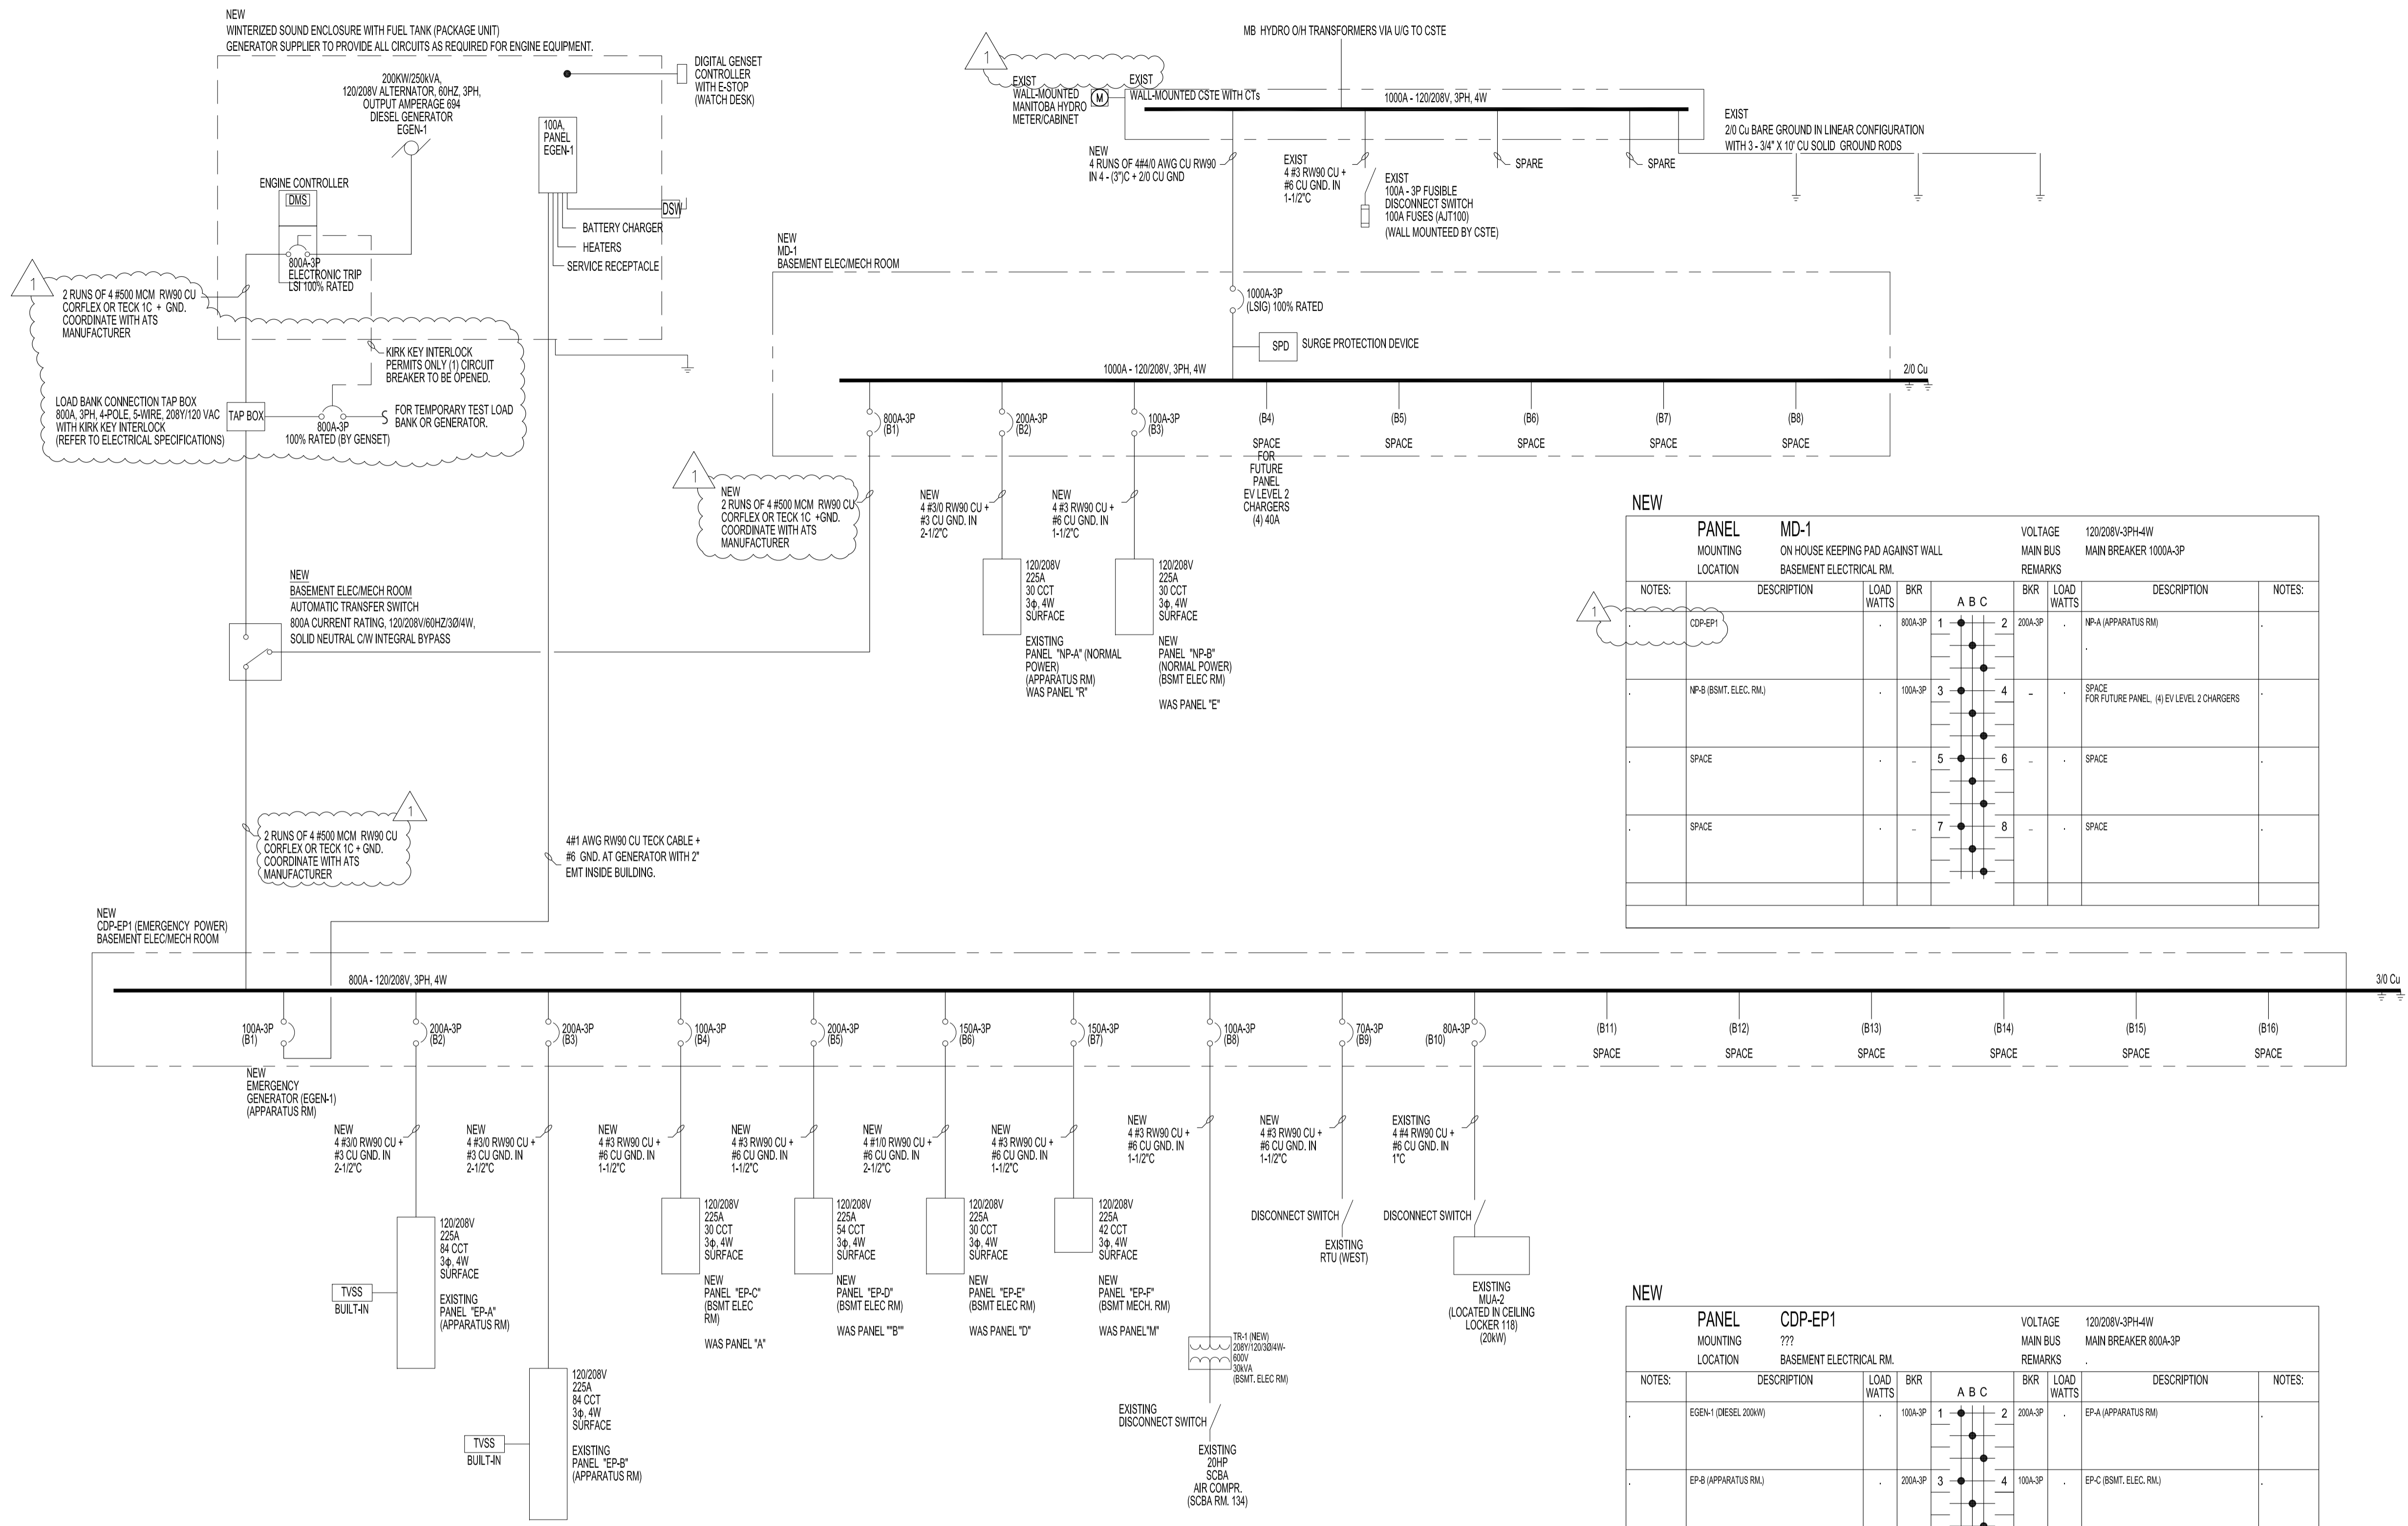 NEW
WINTERIZED SOUND ENCLOSURE WITH FUEL TANK (PACKAGE UNIT)
GENERATOR SUPPLIER TO PROVIDE ALL CIRCUITS AS REQUIRED FOR ENGINE EQUIPMENT.
200KW/250kVA,
120/208V ALTERNATOR, 60HZ, 3PH,
OUTPUT AMPERAGE 694
DIESEL GENERATOR
EGEN-1
DIGITAL GENSET
CONTROLLER
WITH E-STOP
(WATCH DESK)
100A,
PANEL
EGEN-1
ENGINE CONTROLLER
DMS
DSW
BATTERY CHARGER
HEATERS
SERVICE RECEPTACLE
800A-3P
ELECTRONIC TRIP
LSI 100% RATED
1
2 RUNS OF 4 #500 MCM RW90 CU
CORFLEX OR TECK 1C + GND.
COORDINATE WITH ATS
MANUFACTURER
KIRK KEY INTERLOCK
PERMITS ONLY (1) CIRCUIT
BREAKER TO BE OPENED.
LOAD BANK CONNECTION TAP BOX
800A, 3PH, 4-POLE, 5-WIRE, 208Y/120 VAC
WITH KIRK KEY INTERLOCK
(REFER TO ELECTRICAL SPECIFICATIONS)
TAP BOX
800A-3P
100% RATED (BY GENSET)
FOR TEMPORARY TEST LOAD
BANK OR GENERATOR.
MB HYDRO O/H TRANSFORMERS VIA U/G TO CSTE
1
EXIST
WALL-MOUNTED
MANITOBA HYDRO
METER/CABINET
M
EXIST
WALL-MOUNTED CSTE WITH CTs
1000A - 120/208V, 3PH, 4W
NEW
4 RUNS OF 4#4/0 AWG CU RW90
IN 4 - (3")C + 2/0 CU GND
EXIST
4 #3 RW90 CU +
#6 CU GND. IN
1-1/2"C
EXIST
100A - 3P FUSIBLE
DISCONNECT SWITCH
100A FUSES (AJT100)
(WALL MOUNTEED BY CSTE)
SPARE
SPARE
EXIST
2/0 Cu BARE GROUND IN LINEAR CONFIGURATION
WITH 3 - 3/4" X 10' CU SOLID GROUND RODS
NEW
MD-1
BASEMENT ELEC/MECH ROOM
1000A-3P
(LSIG) 100% RATED
SPD
SURGE PROTECTION DEVICE
1000A - 120/208V, 3PH, 4W
2/0 Cu
800A-3P
(B1)
200A-3P
(B2)
100A-3P
(B3)
(B4)
SPACE
FOR
FUTURE
PANEL
EV LEVEL 2
CHARGERS
(4) 40A
(B5)
SPACE
(B6)
SPACE
(B7)
SPACE
(B8)
SPACE
1
NEW
2 RUNS OF 4 #500 MCM RW90 CU
CORFLEX OR TECK 1C +GND.
COORDINATE WITH ATS
MANUFACTURER
NEW
4 #3/0 RW90 CU +
#3 CU GND. IN
2-1/2"C
NEW
4 #3 RW90 CU +
#6 CU GND. IN
1-1/2"C
120/208V
225A
30 CCT
3ф, 4W
SURFACE
EXISTING
PANEL "NP-A" (NORMAL
POWER)
(APPARATUS RM)
WAS PANEL "R"
120/208V
225A
30 CCT
3ф, 4W
SURFACE
NEW
PANEL "NP-B"
(NORMAL POWER)
(BSMT ELEC RM)
WAS PANEL "E"
NEW
BASEMENT ELEC/MECH ROOM
AUTOMATIC TRANSFER SWITCH
800A CURRENT RATING, 120/208V/60HZ/3Ø/4W,
SOLID NEUTRAL C/W INTEGRAL BYPASS
1
2 RUNS OF 4 #500 MCM RW90 CU
CORFLEX OR TECK 1C + GND.
COORDINATE WITH ATS
MANUFACTURER
4#1 AWG RW90 CU TECK CABLE +
#6 GND. AT GENERATOR WITH 2"
EMT INSIDE BUILDING.
NEW
PANEL MD-1
MOUNTING ON HOUSE KEEPING PAD AGAINST WALL
LOCATION BASEMENT ELECTRICAL RM.
VOLTAGE 120/208V-3PH-4W
MAIN BUS MAIN BREAKER 1000A-3P
REMARKS
NOTES: DESCRIPTION LOAD WATTS BKR A B C BKR LOAD WATTS DESCRIPTION NOTES:
1
. CDP-EP1 . 800A-3P 1 2 200A-3P . NP-A (APPARATUS RM) .
.
. NP-B (BSMT. ELEC. RM.) . 100A-3P 3 4 - . SPACE
FOR FUTURE PANEL, (4) EV LEVEL 2 CHARGERS .
. SPACE . - 5 6 - . SPACE .
. SPACE . - 7 8 - . SPACE .
NEW
CDP-EP1 (EMERGENCY POWER)
BASEMENT ELEC/MECH ROOM
800A - 120/208V, 3PH, 4W
3/0 Cu
100A-3P
(B1)
200A-3P
(B2)
200A-3P
(B3)
100A-3P
(B4)
200A-3P
(B5)
150A-3P
(B6)
150A-3P
(B7)
100A-3P
(B8)
70A-3P
(B9)
80A-3P
(B10)
(B11)
SPACE
(B12)
SPACE
(B13)
SPACE
(B14)
SPACE
(B15)
SPACE
(B16)
SPACE
NEW
EMERGENCY
GENERATOR (EGEN-1)
(APPARATUS RM)
NEW
4 #3/0 RW90 CU +
#3 CU GND. IN
2-1/2"C
NEW
4 #3/0 RW90 CU +
#3 CU GND. IN
2-1/2"C
NEW
4 #3 RW90 CU +
#6 CU GND. IN
1-1/2"C
NEW
4 #3 RW90 CU +
#6 CU GND. IN
1-1/2"C
NEW
4 #1/0 RW90 CU +
#6 CU GND. IN
2-1/2"C
NEW
4 #3 RW90 CU +
#6 CU GND. IN
1-1/2"C
NEW
4 #3 RW90 CU +
#6 CU GND. IN
1-1/2"C
NEW
4 #3 RW90 CU +
#6 CU GND. IN
1-1/2"C
EXISTING
4 #4 RW90 CU +
#6 CU GND. IN
1"C
120/208V
225A
84 CCT
3ф, 4W
SURFACE
EXISTING
PANEL "EP-A"
(APPARATUS RM)
TVSS
BUILT-IN
120/208V
225A
84 CCT
3ф, 4W
SURFACE
EXISTING
PANEL "EP-B"
(APPARATUS RM)
TVSS
BUILT-IN
120/208V
225A
30 CCT
3ф, 4W
SURFACE
NEW
PANEL "EP-C"
(BSMT ELEC
RM)
WAS PANEL "A"
120/208V
225A
54 CCT
3ф, 4W
SURFACE
NEW
PANEL "EP-D"
(BSMT ELEC RM)
WAS PANEL ""B""
120/208V
225A
30 CCT
3ф, 4W
SURFACE
NEW
PANEL "EP-E"
(BSMT ELEC RM)
WAS PANEL "D"
120/208V
225A
42 CCT
3ф, 4W
SURFACE
NEW
PANEL "EP-F"
(BSMT MECH. RM)
WAS PANEL"M"
TR-1 (NEW)
208Y/120/3Ø/4W-
600V
30kVA
(BSMT. ELEC RM)
EXISTING
DISCONNECT SWITCH
EXISTING
20HP
SCBA
AIR COMPR.
(SCBA RM. 134)
DISCONNECT SWITCH
EXISTING
RTU (WEST)
DISCONNECT SWITCH
EXISTING
MUA-2
(LOCATED IN CEILING
LOCKER 118)
(20kW)
NEW
PANEL CDP-EP1
MOUNTING ???
LOCATION BASEMENT ELECTRICAL RM.
VOLTAGE 120/208V-3PH-4W
MAIN BUS MAIN BREAKER 800A-3P
REMARKS .
NOTES: DESCRIPTION LOAD WATTS BKR A B C BKR LOAD WATTS DESCRIPTION NOTES:
. EGEN-1 (DIESEL 200kW) . 100A-3P 1 2 200A-3P . EP-A (APPARATUS RM) .
. EP-B (APPARATUS RM.) . 200A-3P 3 4 100A-3P . EP-C (BSMT. ELEC. RM.) .